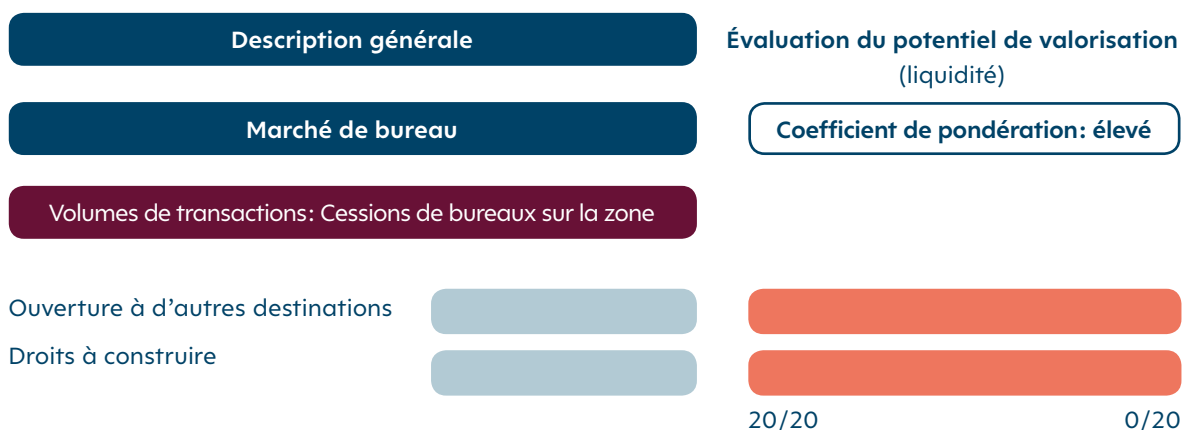 Description générale
Évaluation du potentiel de valorisation
(liquidité)
Marché de bureau
Coefficient de pondération: élevé
Volumes de transactions: Cessions de bureaux sur la zone
Ouverture à d’autres destinations
Droits à construire
20/20 0/20